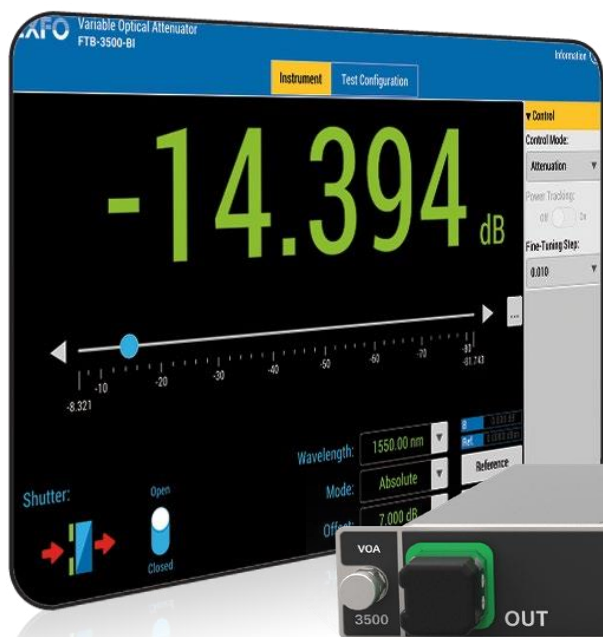 EXFO Variable Optical Attenuator
FTB-3500-BI
Information
Instrument
Test Configuration
Control
Control Mode:
Attenuation
Power Tracking:
Off
On
Fine-Tuning Step:
0.010
-14.394 dB
...
-8.321
-10
-20
-30
-40
-50
-60
-70
-80
-81.743
Wavelength:
1550.00 nm
Mode:
Absolute
Offset:
7.000 dB
B
Ref.
Reference
Shutter:
Open
Closed
VOA
3500
OUT